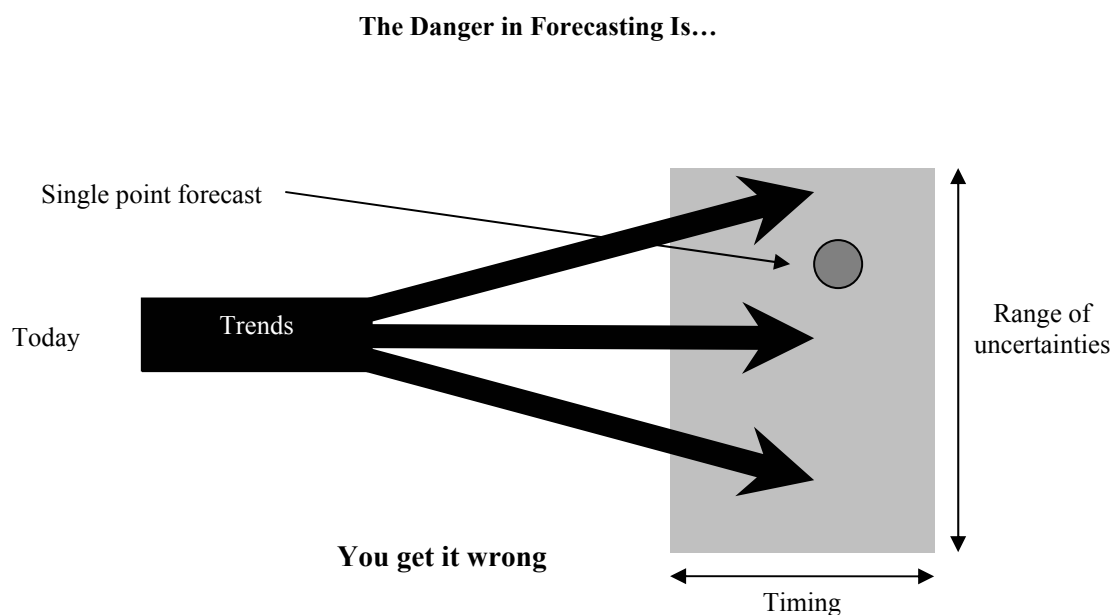 The Danger in Forecasting Is…
Single point forecast
Trends
Today
Range of
uncertainties
You get it wrong
Timing